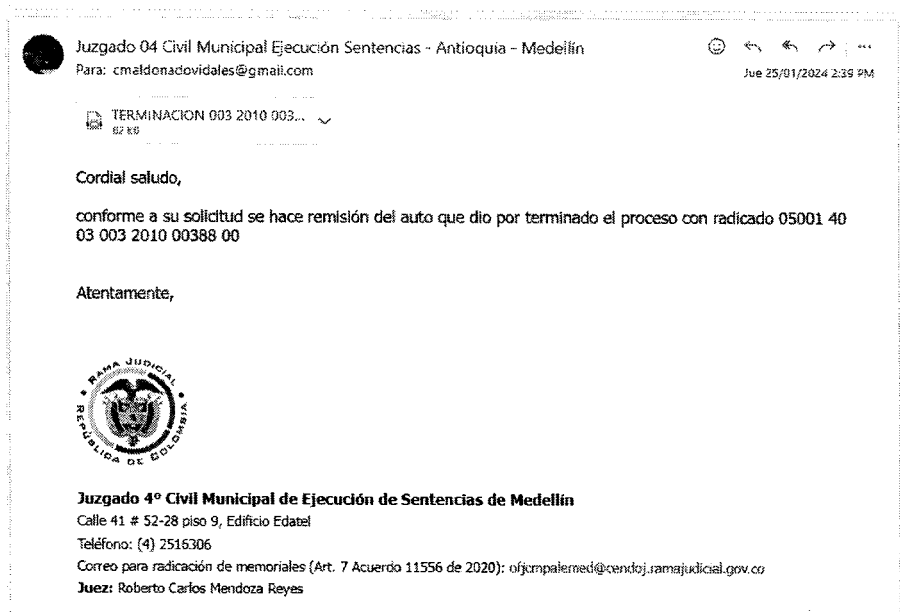 Juzgado 04 Civil Municipal Ejecución Sentencias - Antioquia - Medellín
Para: cmaldonadovidales@gmail.com
Jue 25/01/2024 2:39 PM
TERMINACION 003 2010 003...
62 KB
Cordial saludo,
conforme a su solicitud se hace remisión del auto que dio por terminado el proceso con radicado 05001 40
03 003 2010 00388 00
Atentamente,
RAMA JUDICIAL
REPÚBLICA DE COLOMBIA
Juzgado 4º Civil Municipal de Ejecución de Sentencias de Medellín
Calle 41 # 52-28 piso 9, Edificio Edatel
Teléfono: (4) 2516306
Correo para radicación de memoriales (Art. 7 Acuerdo 11556 de 2020): ofjcmpalemed@cendoj.ramajudicial.gov.co
Juez: Roberto Carlos Mendoza Reyes